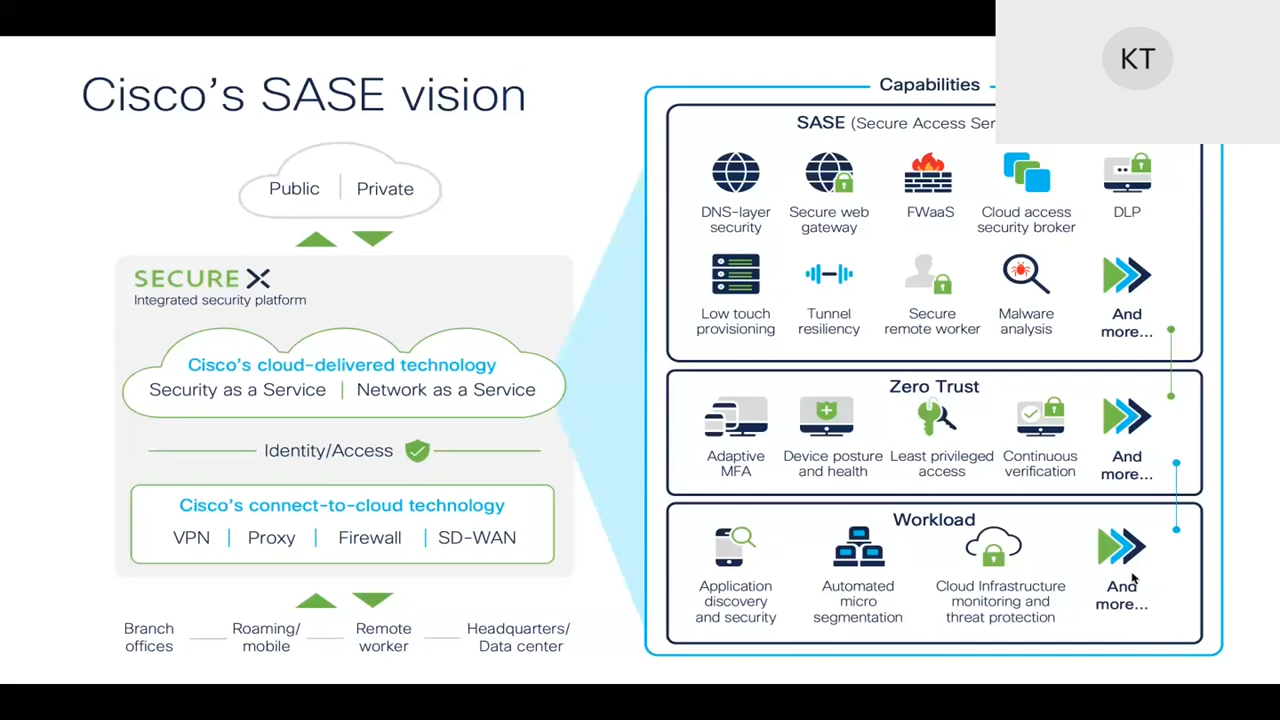 KT
Cisco's SASE vision
Public | Private
SECURE X
Integrated security platform
Cisco's cloud-delivered technology
Security as a Service | Network as a Service
Identity/Access
Cisco's connect-to-cloud technology
VPN | Proxy | Firewall | SD-WAN
Branch
offices
Roaming/
mobile
Remote
worker
Headquarters/
Data center
Capabilities
SASE (Secure Access Ser
DNS-layer
security
Secure web
gateway
FWaaS
Cloud access
security broker
DLP
Low touch
provisioning
Tunnel
resiliency
Secure
remote worker
Malware
analysis
And
more...
Zero Trust
Adaptive
MFA
Device posture
and health
Least privileged
access
Continuous
verification
And
more...
Workload
Application
discovery
and security
Automated
micro
segmentation
Cloud Infrastructure
monitoring and
threat protection
And
more...